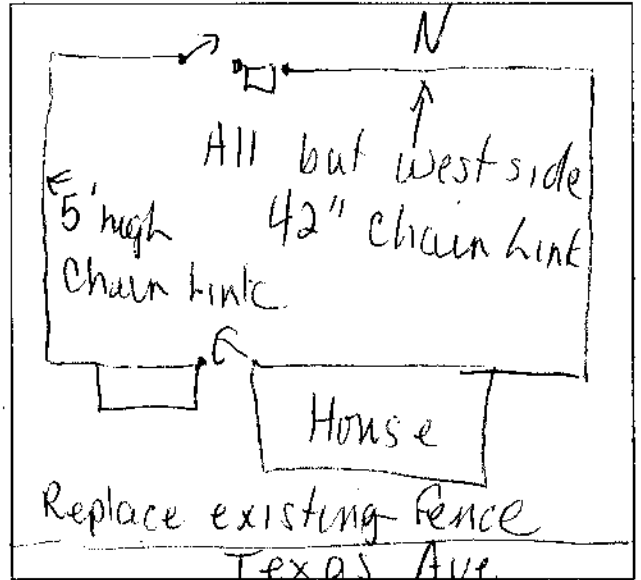 N
All but west side
42" Chain Link
5' high
Chain Link
House
Replace existing Fence
Texas Ave